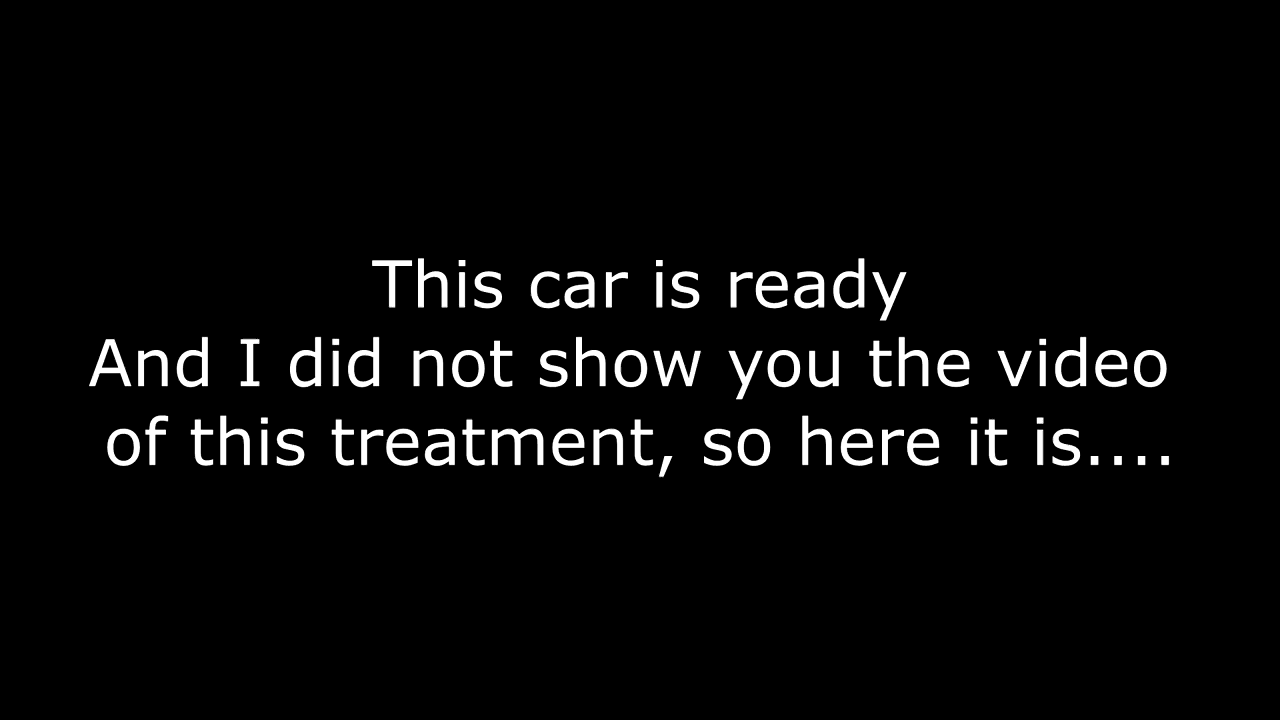 This car is ready
And I did not show you the video
of this treatment, so here it is....